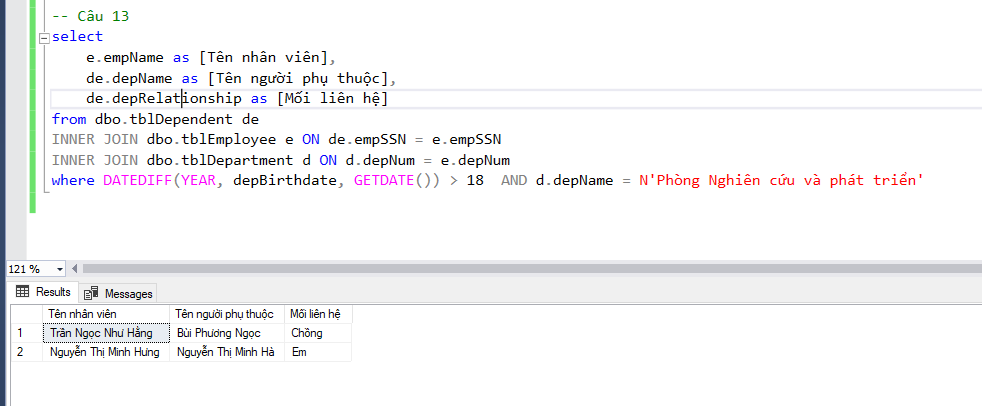 -- Câu 13
select
e.empName as [Tên nhân viên],
de.depName as [Tên người phụ thuộc],
de.depRelationship as [Mối liên hệ]
from dbo.tblDependent de
INNER JOIN dbo.tblEmployee e ON de.empSSN = e.empSSN
INNER JOIN dbo.tblDepartment d ON d.depNum = e.depNum
where DATEDIFF(YEAR, depBirthdate, GETDATE()) > 18  AND d.depName = N'Phòng Nghiên cứu và phát triển'
121 %
Results Messages
Tên nhân viên Tên người phụ thuộc Mối liên hệ
1 Trần Ngọc Như Hằng Bùi Phương Ngọc Chồng
2 Nguyễn Thị Minh Hưng Nguyễn Thị Minh Hà Em